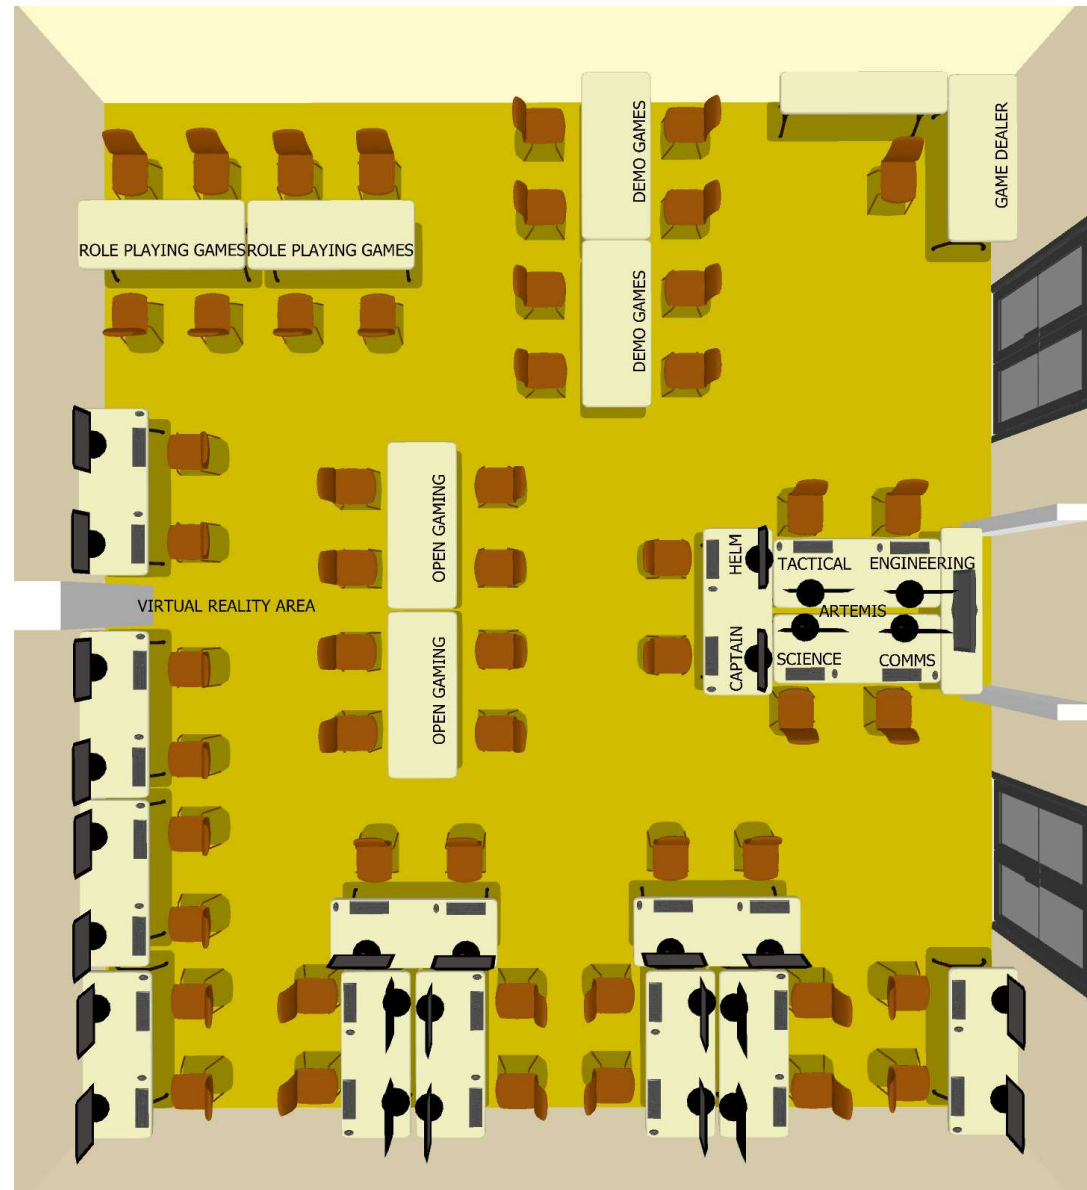 DEMO GAMES
GAME DEALER
ROLE PLAYING GAMES
ROLE PLAYING GAMES
DEMO GAMES
OPEN GAMING
HELM
TACTICAL
ENGINEERING
VIRTUAL REALITY AREA
ARTEMIS
OPEN GAMING
CAPTAIN
SCIENCE
COMMS